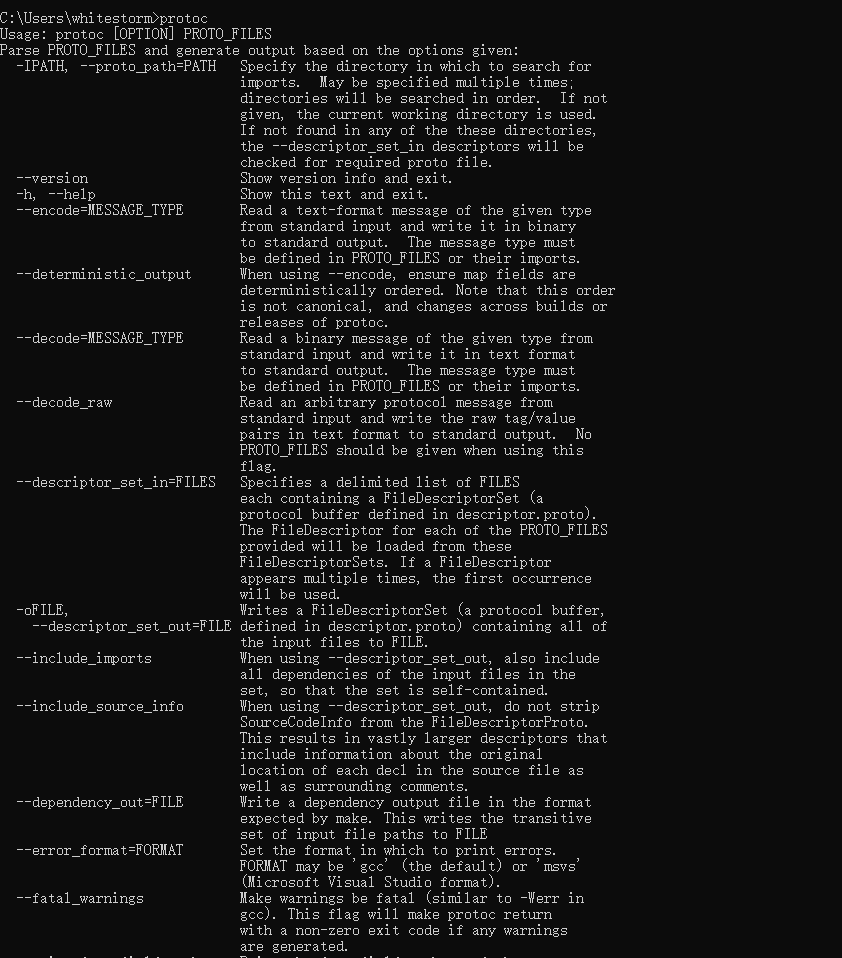 C:\Users\whitestorm>protoc
Usage: protoc [OPTION] PROTO_FILES
Parse PROTO_FILES and generate output based on the options given:
  -IPATH, --proto_path=PATH   Specify the directory in which to search for
                              imports.  May be specified multiple times;
                              directories will be searched in order.  If not
                              given, the current working directory is used.
                              If not found in any of the these directories,
                              the --descriptor_set_in descriptors will be
                              checked for required proto file.
  --version                   Show version info and exit.
  -h, --help                  Show this text and exit.
  --encode=MESSAGE_TYPE       Read a text-format message of the given type
                              from standard input and write it in binary
                              to standard output.  The message type must
                              be defined in PROTO_FILES or their imports.
  --deterministic_output      When using --encode, ensure map fields are
                              deterministically ordered. Note that this order
                              is not canonical, and changes across builds or
                              releases of protoc.
  --decode=MESSAGE_TYPE       Read a binary message of the given type from
                              standard input and write it in text format
                              to standard output.  The message type must
                              be defined in PROTO_FILES or their imports.
  --decode_raw                Read an arbitrary protocol message from
                              standard input and write the raw tag/value
                              pairs in text format to standard output.  No
                              PROTO_FILES should be given when using this
                              flag.
  --descriptor_set_in=FILES   Specifies a delimited list of FILES
                              each containing a FileDescriptorSet (a
                              protocol buffer defined in descriptor.proto).
                              The FileDescriptor for each of the PROTO_FILES
                              provided will be loaded from these
                              FileDescriptorSets. If a FileDescriptor
                              appears multiple times, the first occurrence
                              will be used.
  -oFILE,                     Writes a FileDescriptorSet (a protocol buffer,
    --descriptor_set_out=FILE defined in descriptor.proto) containing all of
                              the input files to FILE.
  --include_imports           When using --descriptor_set_out, also include
                              all dependencies of the input files in the
                              set, so that the set is self-contained.
  --include_source_info       When using --descriptor_set_out, do not strip
                              SourceCodeInfo from the FileDescriptorProto.
                              This results in vastly larger descriptors that
                              include information about the original
                              location of each decl in the source file as
                              well as surrounding comments.
  --dependency_out=FILE       Write a dependency output file in the format
                              expected by make. This writes the transitive
                              set of input file paths to FILE
  --error_format=FORMAT       Set the format in which to print errors.
                              FORMAT may be 'gcc' (the default) or 'msvs'
                              (Microsoft Visual Studio format).
  --fatal_warnings            Make warnings be fatal (similar to -Werr in
                              gcc). This flag will make protoc return
                              with a non-zero exit code if any warnings
                              are generated.